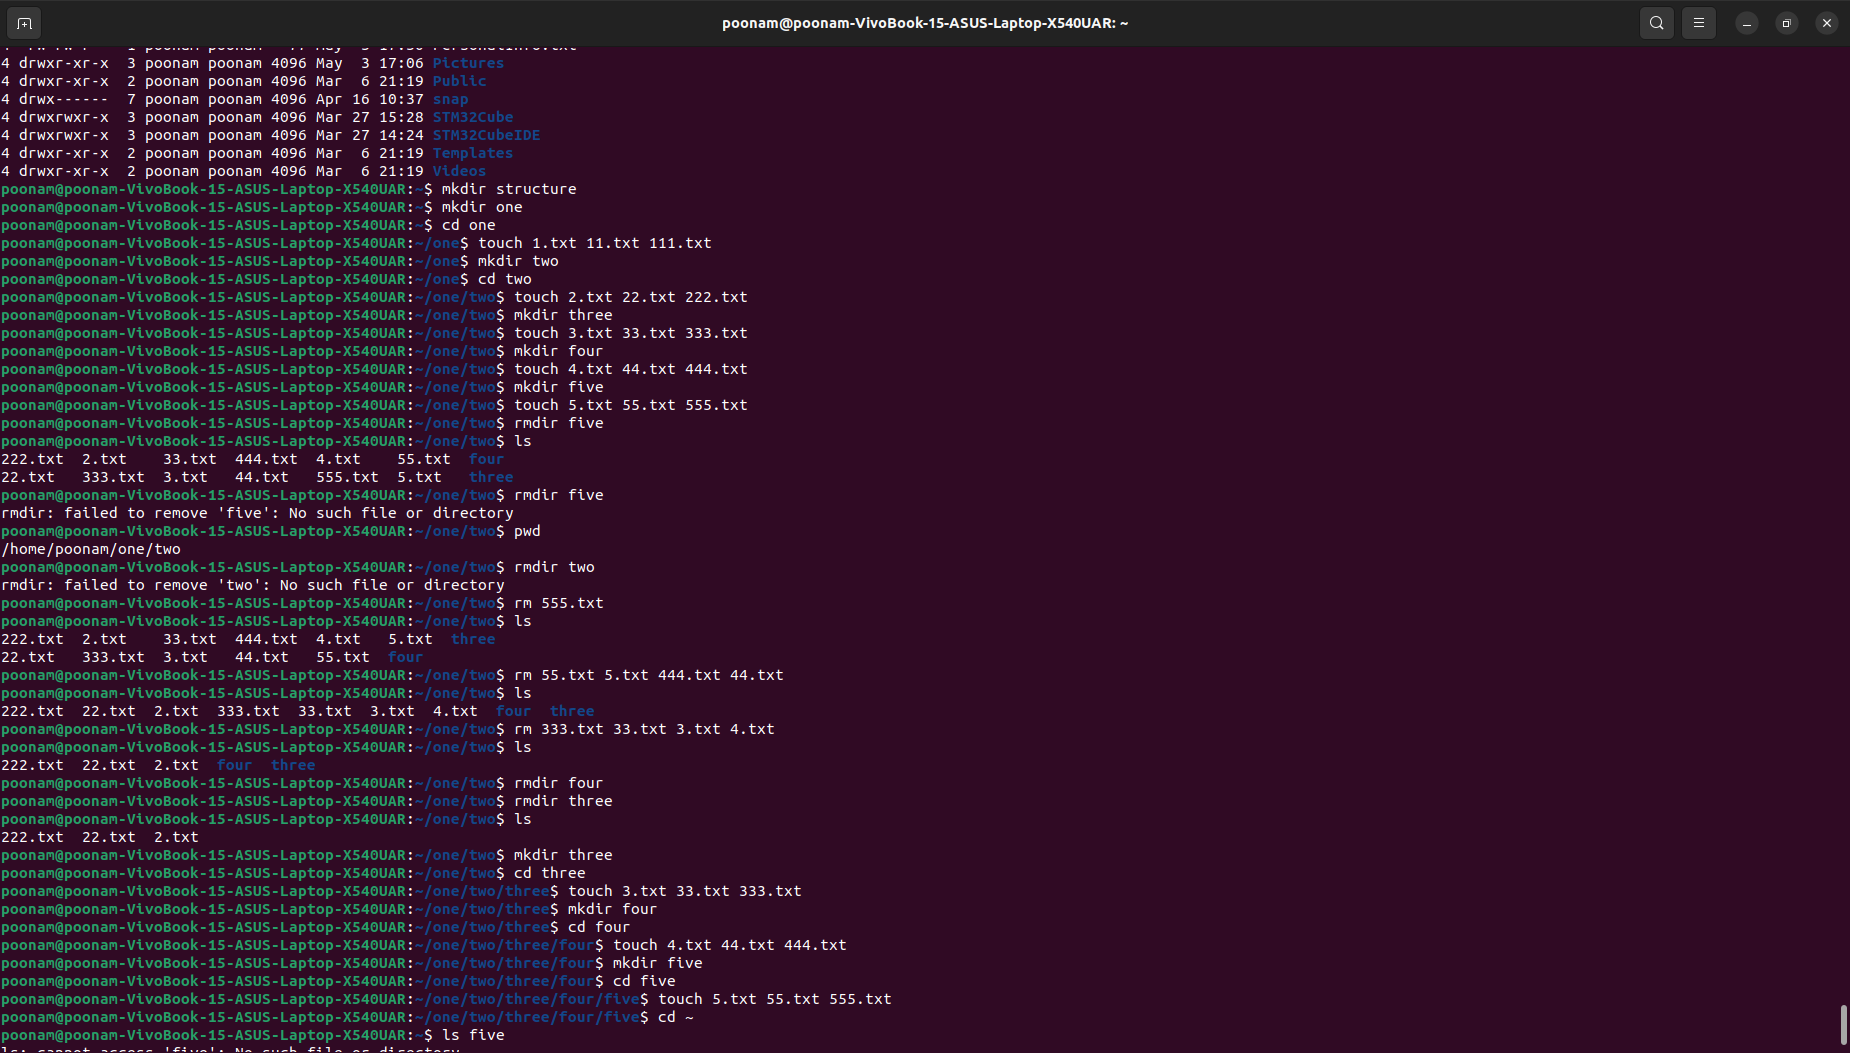 poonam@poonam-VivoBook-15-ASUS-Laptop-X540UAR: ~
4 drwxr-xr-x  3 poonam poonam 4096 May  3 17:06 Pictures
4 drwxr-xr-x  2 poonam poonam 4096 Mar  6 21:19 Public
4 drwx------  7 poonam poonam 4096 Apr 16 10:37 snap
4 drwxrwxr-x  3 poonam poonam 4096 Mar 27 15:28 STM32Cube
4 drwxrwxr-x  3 poonam poonam 4096 Mar 27 14:24 STM32CubeIDE
4 drwxr-xr-x  2 poonam poonam 4096 Mar  6 21:19 Templates
4 drwxr-xr-x  2 poonam poonam 4096 Mar  6 21:19 Videos
poonam@poonam-VivoBook-15-ASUS-Laptop-X540UAR:~$ mkdir structure
poonam@poonam-VivoBook-15-ASUS-Laptop-X540UAR:~$ mkdir one
poonam@poonam-VivoBook-15-ASUS-Laptop-X540UAR:~$ cd one
poonam@poonam-VivoBook-15-ASUS-Laptop-X540UAR:~/one$ touch 1.txt 11.txt 111.txt
poonam@poonam-VivoBook-15-ASUS-Laptop-X540UAR:~/one$ mkdir two
poonam@poonam-VivoBook-15-ASUS-Laptop-X540UAR:~/one$ cd two
poonam@poonam-VivoBook-15-ASUS-Laptop-X540UAR:~/one/two$ touch 2.txt 22.txt 222.txt
poonam@poonam-VivoBook-15-ASUS-Laptop-X540UAR:~/one/two$ mkdir three
poonam@poonam-VivoBook-15-ASUS-Laptop-X540UAR:~/one/two$ touch 3.txt 33.txt 333.txt
poonam@poonam-VivoBook-15-ASUS-Laptop-X540UAR:~/one/two$ mkdir four
poonam@poonam-VivoBook-15-ASUS-Laptop-X540UAR:~/one/two$ touch 4.txt 44.txt 444.txt
poonam@poonam-VivoBook-15-ASUS-Laptop-X540UAR:~/one/two$ mkdir five
poonam@poonam-VivoBook-15-ASUS-Laptop-X540UAR:~/one/two$ touch 5.txt 55.txt 555.txt
poonam@poonam-VivoBook-15-ASUS-Laptop-X540UAR:~/one/two$ rmdir five
poonam@poonam-VivoBook-15-ASUS-Laptop-X540UAR:~/one/two$ ls
222.txt  2.txt    33.txt  444.txt  4.txt    55.txt  four
22.txt   333.txt  3.txt   44.txt   555.txt  5.txt   three
poonam@poonam-VivoBook-15-ASUS-Laptop-X540UAR:~/one/two$ rmdir five
rmdir: failed to remove 'five': No such file or directory
poonam@poonam-VivoBook-15-ASUS-Laptop-X540UAR:~/one/two$ pwd
/home/poonam/one/two
poonam@poonam-VivoBook-15-ASUS-Laptop-X540UAR:~/one/two$ rmdir two
rmdir: failed to remove 'two': No such file or directory
poonam@poonam-VivoBook-15-ASUS-Laptop-X540UAR:~/one/two$ rm 555.txt
poonam@poonam-VivoBook-15-ASUS-Laptop-X540UAR:~/one/two$ ls
222.txt  2.txt    33.txt  444.txt  4.txt   5.txt  three
22.txt   333.txt  3.txt   44.txt   55.txt  four
poonam@poonam-VivoBook-15-ASUS-Laptop-X540UAR:~/one/two$ rm 55.txt 5.txt 444.txt 44.txt
poonam@poonam-VivoBook-15-ASUS-Laptop-X540UAR:~/one/two$ ls
222.txt  22.txt  2.txt  333.txt  33.txt  3.txt  4.txt  four  three
poonam@poonam-VivoBook-15-ASUS-Laptop-X540UAR:~/one/two$ rm 333.txt 33.txt 3.txt 4.txt
poonam@poonam-VivoBook-15-ASUS-Laptop-X540UAR:~/one/two$ ls
222.txt  22.txt  2.txt  four  three
poonam@poonam-VivoBook-15-ASUS-Laptop-X540UAR:~/one/two$ rmdir four
poonam@poonam-VivoBook-15-ASUS-Laptop-X540UAR:~/one/two$ rmdir three
poonam@poonam-VivoBook-15-ASUS-Laptop-X540UAR:~/one/two$ ls
222.txt  22.txt  2.txt
poonam@poonam-VivoBook-15-ASUS-Laptop-X540UAR:~/one/two$ mkdir three
poonam@poonam-VivoBook-15-ASUS-Laptop-X540UAR:~/one/two$ cd three
poonam@poonam-VivoBook-15-ASUS-Laptop-X540UAR:~/one/two/three$ touch 3.txt 33.txt 333.txt
poonam@poonam-VivoBook-15-ASUS-Laptop-X540UAR:~/one/two/three$ mkdir four
poonam@poonam-VivoBook-15-ASUS-Laptop-X540UAR:~/one/two/three$ cd four
poonam@poonam-VivoBook-15-ASUS-Laptop-X540UAR:~/one/two/three/four$ touch 4.txt 44.txt 444.txt
poonam@poonam-VivoBook-15-ASUS-Laptop-X540UAR:~/one/two/three/four$ mkdir five
poonam@poonam-VivoBook-15-ASUS-Laptop-X540UAR:~/one/two/three/four$ cd five
poonam@poonam-VivoBook-15-ASUS-Laptop-X540UAR:~/one/two/three/four/five$ touch 5.txt 55.txt 555.txt
poonam@poonam-VivoBook-15-ASUS-Laptop-X540UAR:~/one/two/three/four/five$ cd ~
poonam@poonam-VivoBook-15-ASUS-Laptop-X540UAR:~$ ls five
ls: cannot access 'five': No such file or directory